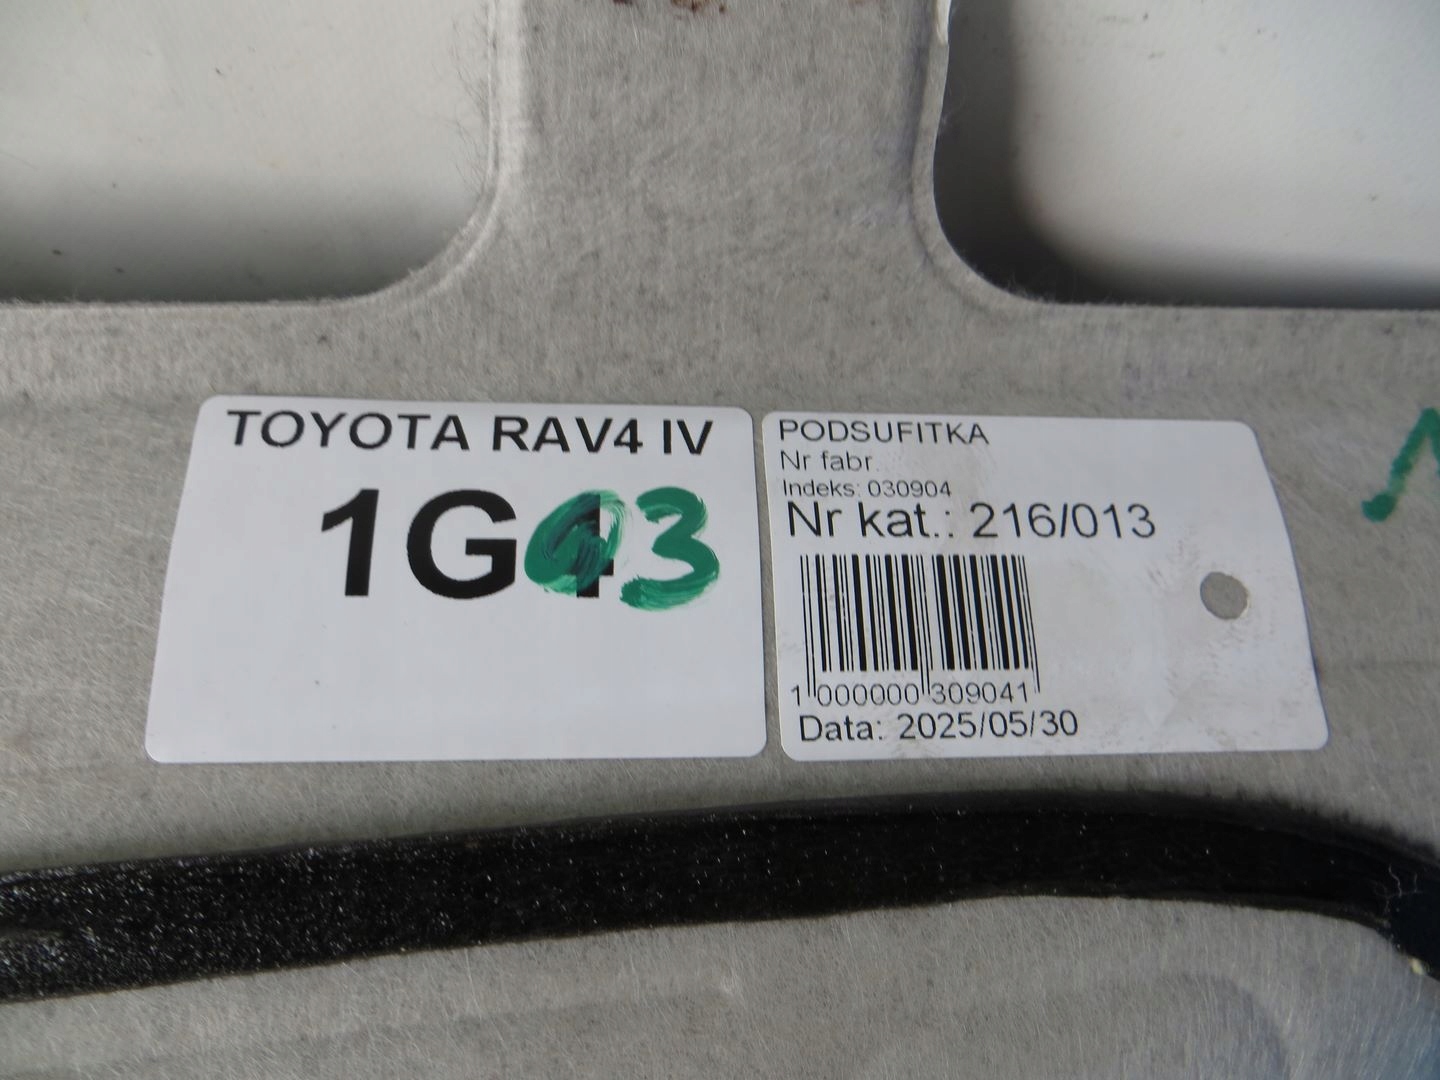 TOYOTA RAV4 IV
1G43
PODSUFITKA
Nr fabr.
Indeks: 030904
Nr kat.: 216/013
1 000000 309041
Data: 2025/05/30